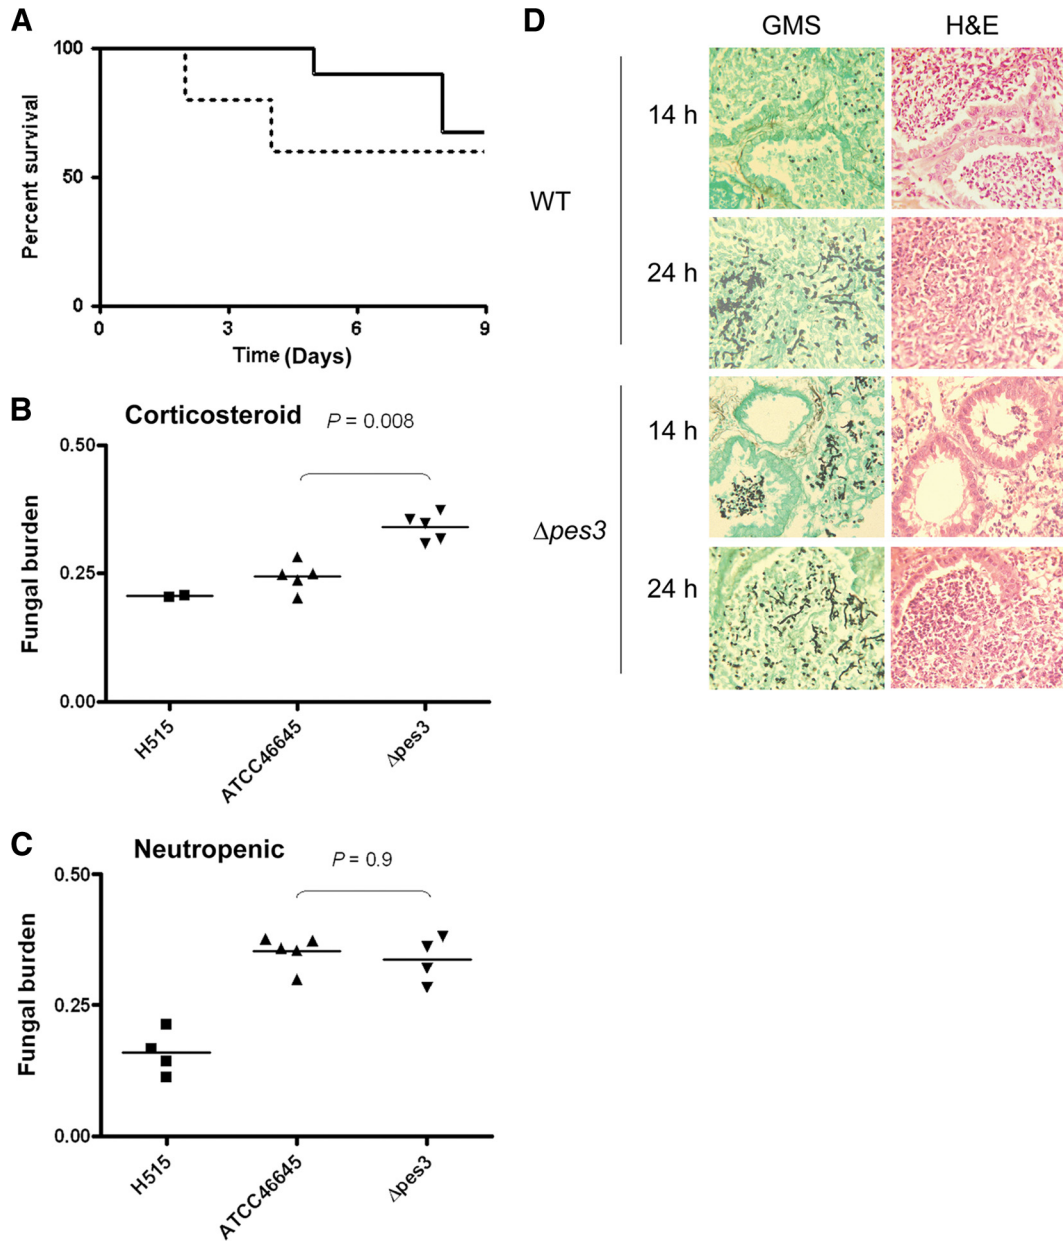 A
100
50
0
Percent survival
0 3 6 9
Time (Days)
B
Corticosteroid
P = 0.008
0.50
0.25
0.00
Fungal burden
H515
ATCC46645
Δpes3
C
Neutropenic
P = 0.9
0.50
0.25
0.00
Fungal burden
H515
ATCC46645
Δpes3
D
GMS H&E
WT
14 h
24 h
Δpes3
14 h
24 h